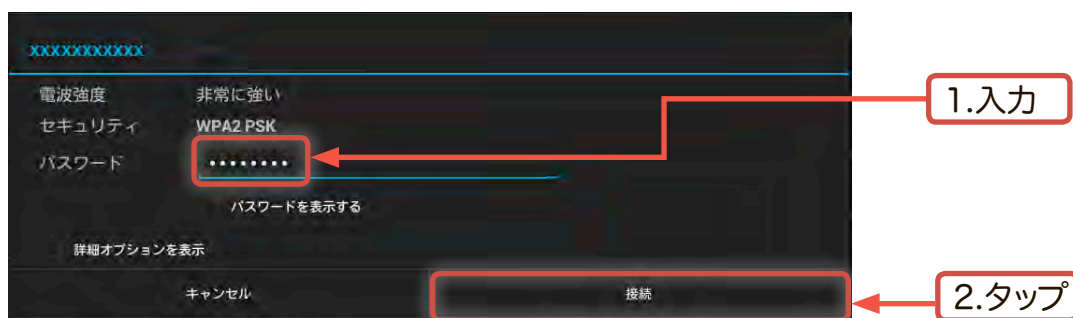 xxxxxxxxxxx
電波強度 非常に強い
1.入力
セキュリティ WPA2 PSK
パスワード ••••••••
パスワードを表示する
詳細オプションを表示
キャンセル 接続
2.タップ